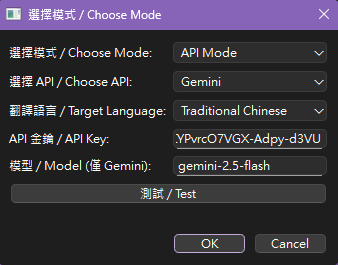 選擇模式 / Choose Mode
選擇模式 / Choose Mode: API Mode
選擇 API / Choose API: Gemini
翻譯語言 / Target Language: Traditional Chinese
API 金鑰 / API Key: .YPvrcO7VGX-Adpy-d3VU
模型 / Model (僅 Gemini): gemini-2.5-flash
測試 / Test
OK Cancel